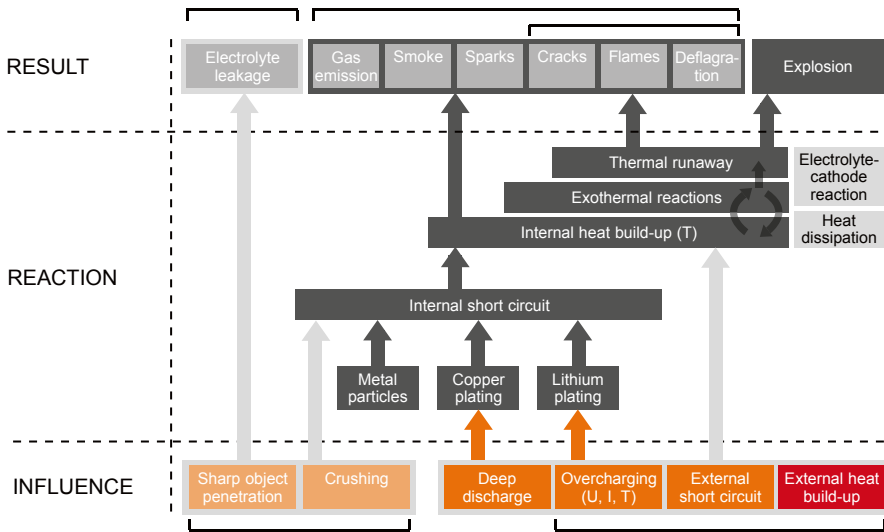 RESULT
Electrolyte
leakage
Gas
emission
Smoke
Sparks
Cracks
Flames
Deflagra-
tion
Explosion
REACTION
Thermal runaway
Electrolyte-
cathode
reaction
Exothermal reactions
Internal heat build-up (T)
Heat
dissipation
Internal short circuit
Metal
particles
Copper
plating
Lithium
plating
INFLUENCE
Sharp object
penetration
Crushing
Deep
discharge
Overcharging
(U, I, T)
External
short circuit
External heat
build-up